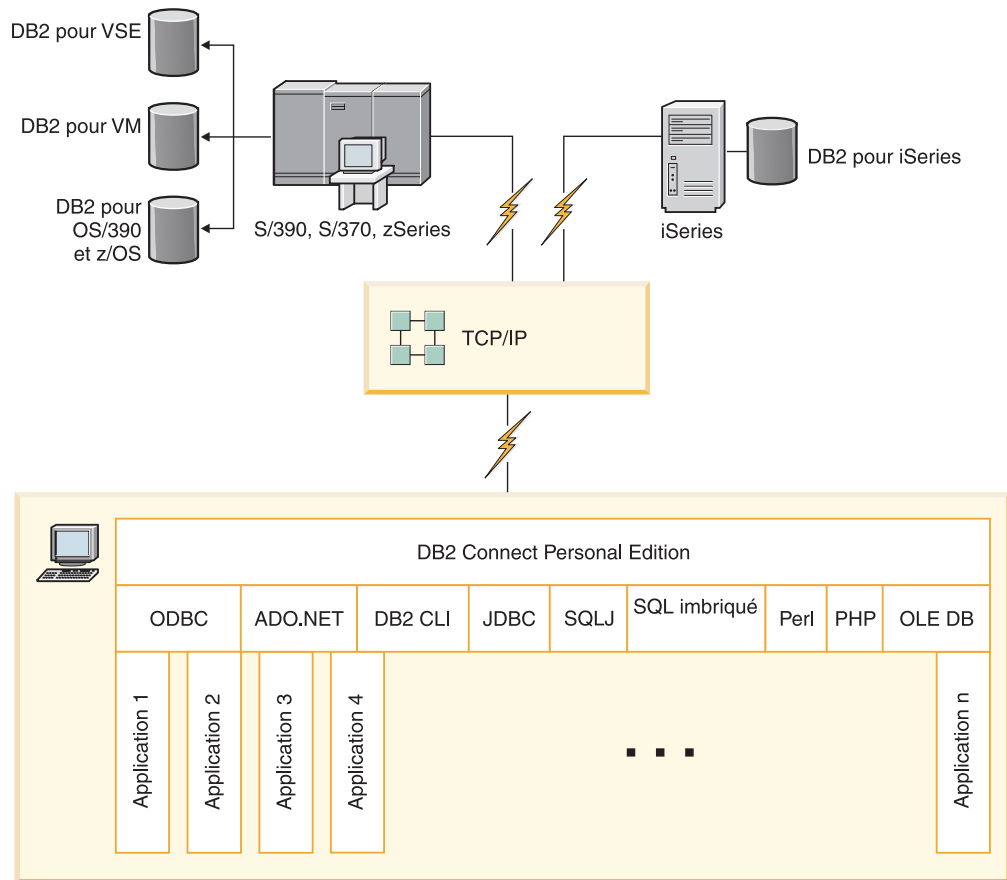 DB2 pour VSE
DB2 pour VM
DB2 pour
OS/390
et z/OS
S/390, S/370, zSeries
DB2 pour iSeries
iSeries
TCP/IP
DB2 Connect Personal Edition
ODBC
ADO.NET
DB2 CLI
JDBC
SQLJ
SQL imbriqué
Perl
PHP
OLE DB
Application 1
Application 2
Application 3
Application 4
. . .
Application n